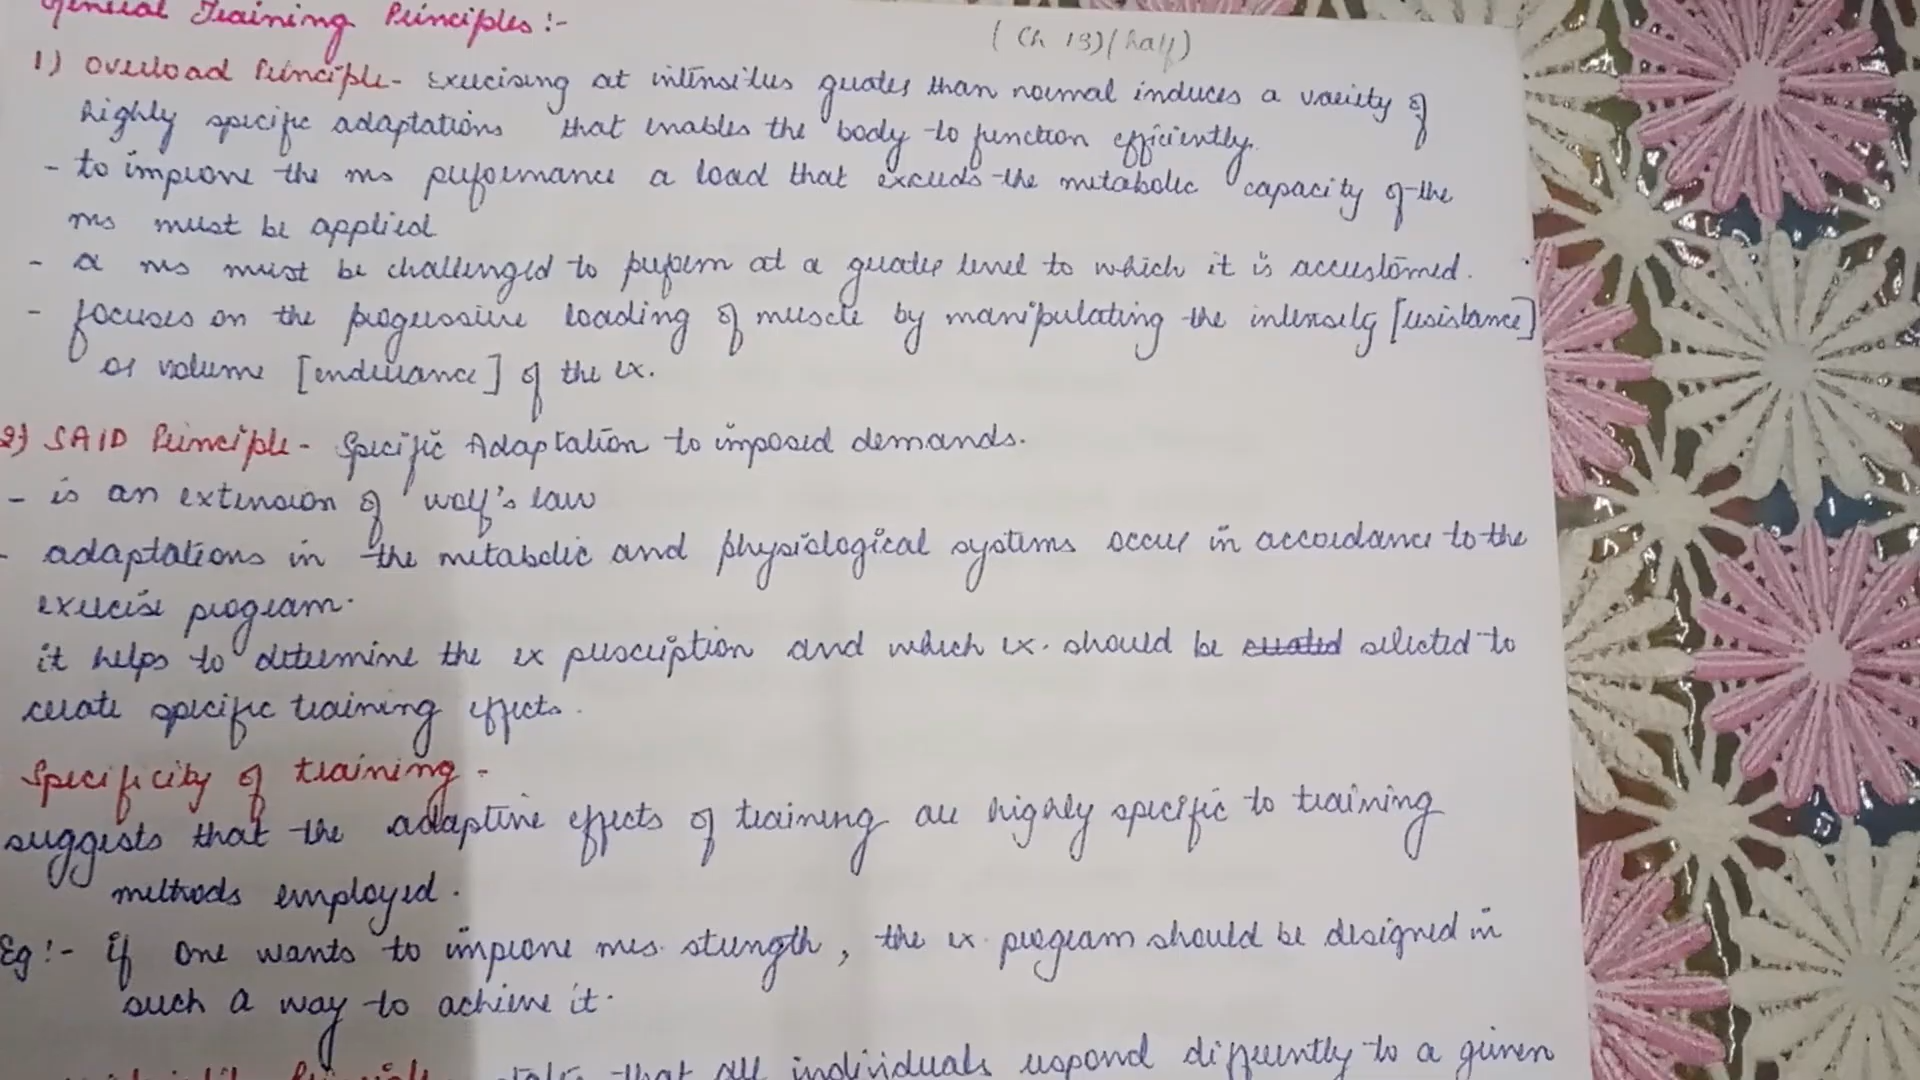 General Training Principles :-
( Ch 13) (half)
1) Overload Principle - Exercising at intensities greater than normal induces a variety of
highly specific adaptations that enables the body to function efficiently.
- to improve the ms performance a load that exceeds the metabolic capacity of the
ms must be applied
- a ms must be challenged to perform at a greater level to which it is accustomed.
- focuses on the progressive loading of muscle by manipulating the intensity [resistance]
or volume [endurance] of the ex.
2) SAID Principle - Specific Adaptation to imposed demands.
- is an extension of wolf's law
- adaptations in the metabolic and physiological systems occur in accordance to the
exercise program.
it helps to determine the ex prescription and which ex. should be created selected to
create specific training effects.
Specificity of training -
suggests that the adaptive effects of training are highly specific to training
methods employed.
Eg :- if one wants to improve mus. strength, the ex. program should be designed in
such a way to achieve it.
that all individuals respond differently to a given